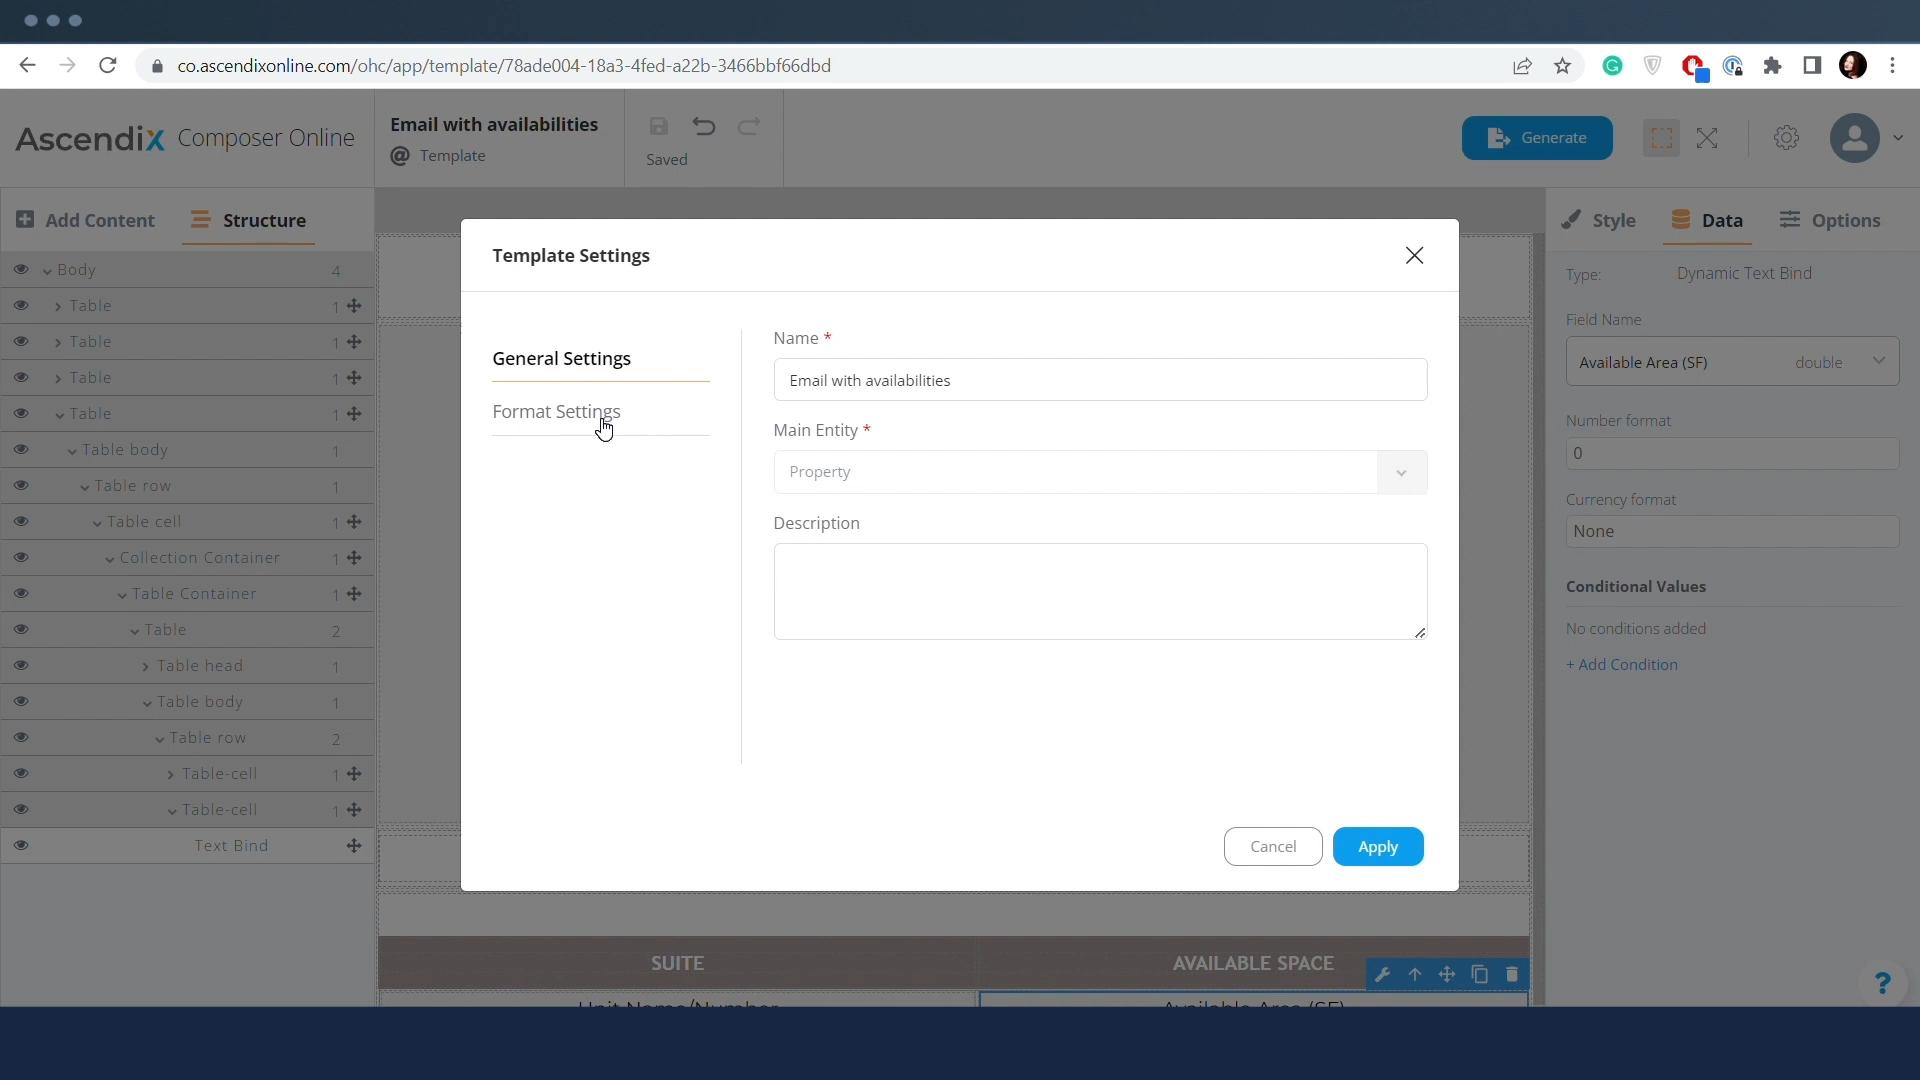 co.ascendixonline.com/ohc/app/template/78ade004-18a3-4fed-a22b-3466bbf66dbd
Ascendix Composer Online
Email with availabilities
@ Template
Saved
Generate
Add Content
Structure
Style
Data
Options
Body 4
Table 1
Table 1
Table 1
Table 1
Table body 1
Table row 1
Table cell 1
Collection Container 1
Table Container 1
Table 2
Table head 1
Table body 1
Table row 2
Table-cell 1
Table-cell 1
Text Bind
Template Settings
General Settings
Format Settings
Name *
Email with availabilities
Main Entity *
Property
Description
Cancel
Apply
SUITE
AVAILABLE SPACE
Unit Name/Number
Available Area (SF)
Type: Dynamic Text Bind
Field Name
Available Area (SF) double
Number format
0
Currency format
None
Conditional Values
No conditions added
+ Add Condition
?